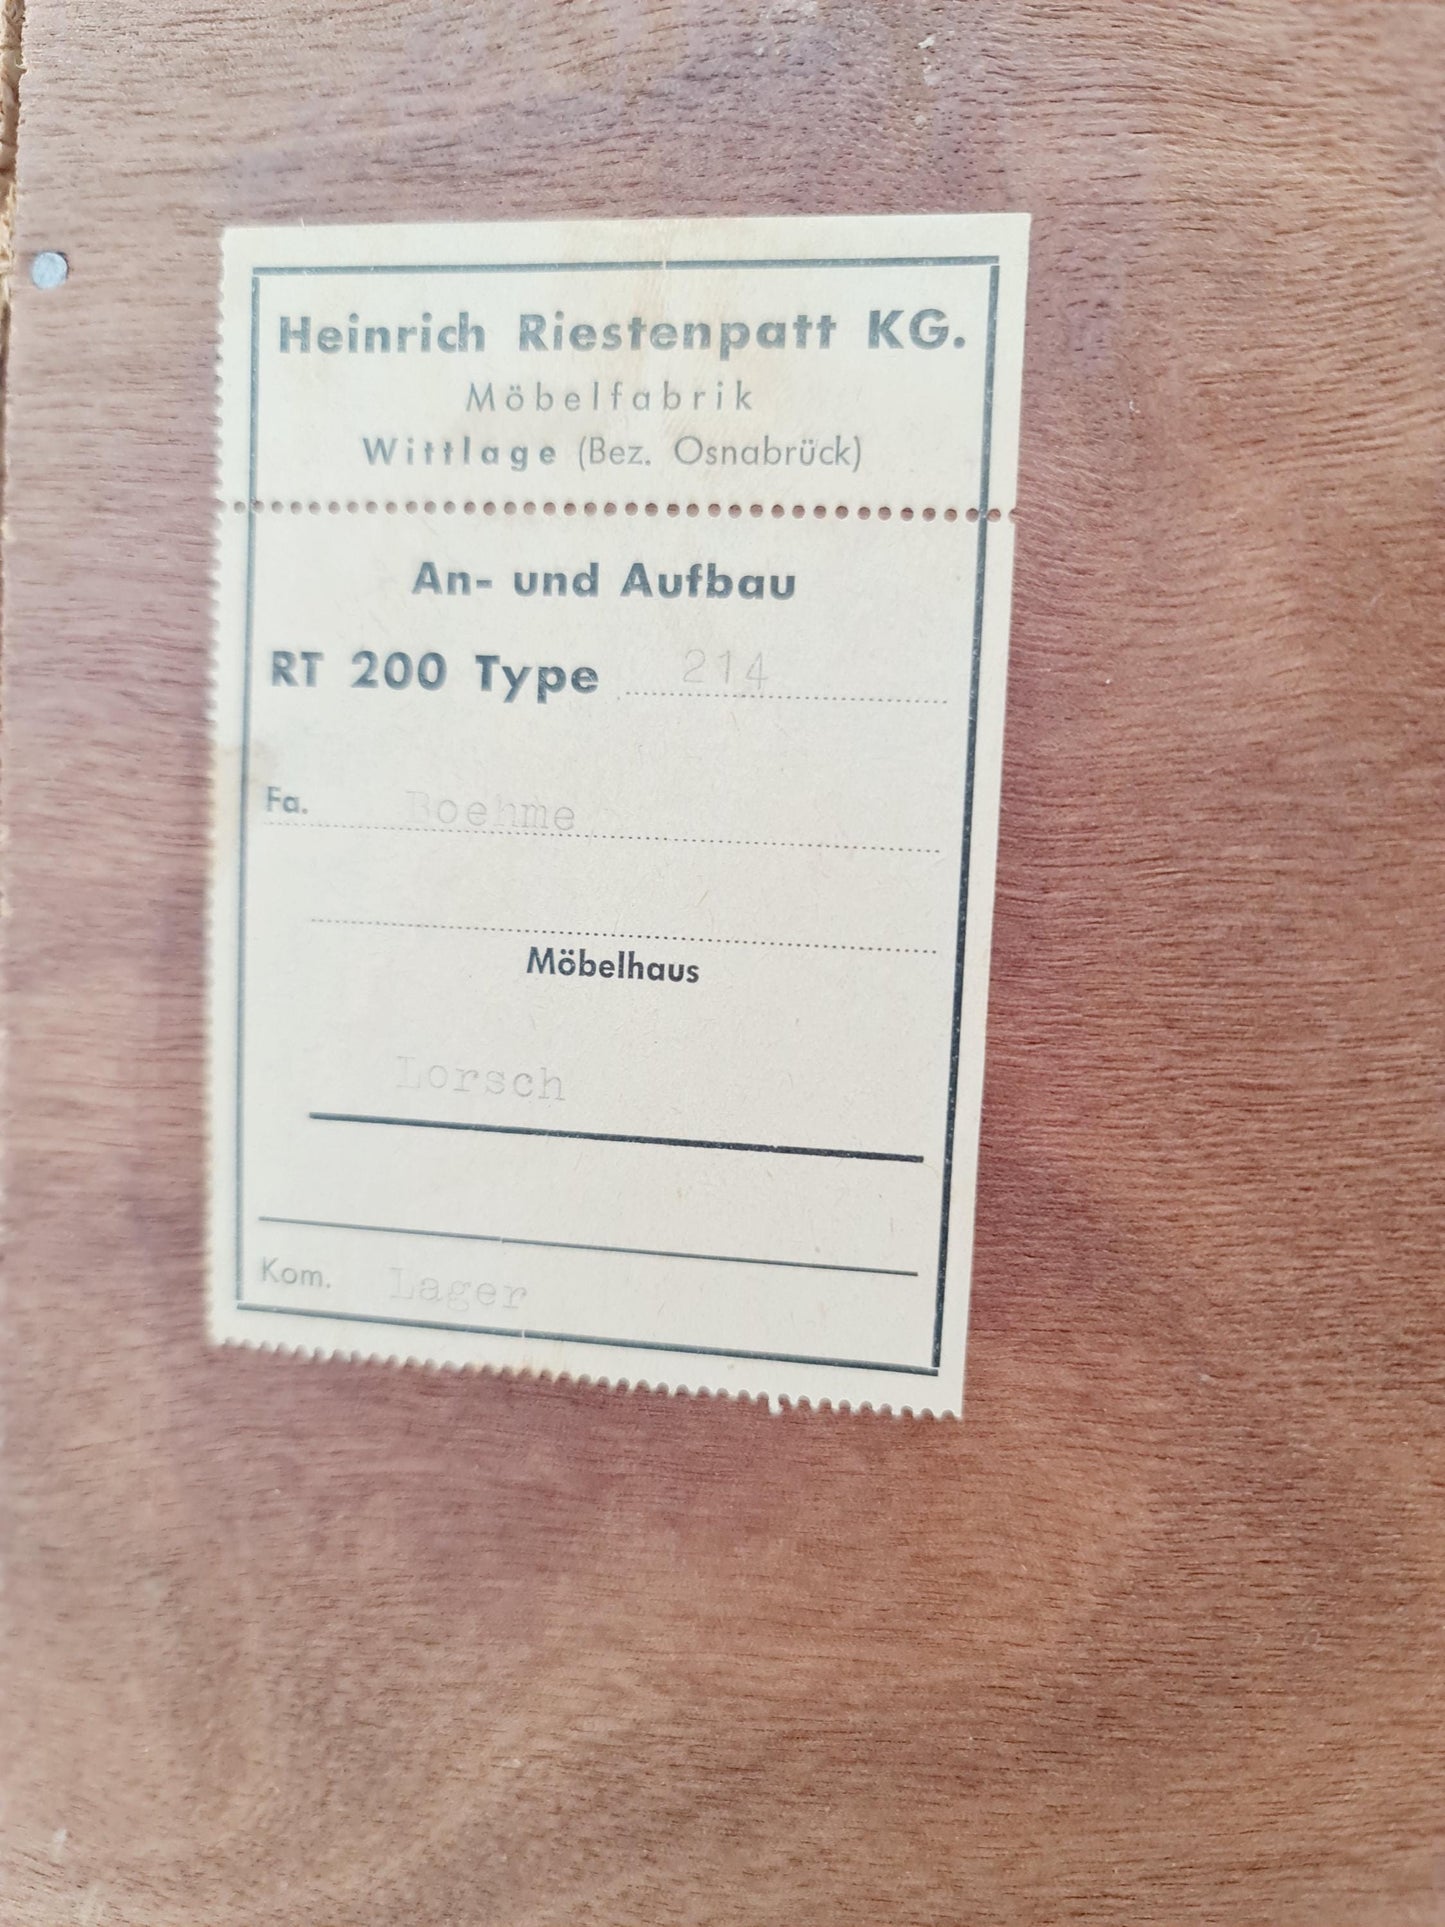 Heinrich Riestenpatt KG.
Möbelfabrik
Wittlage (Bez. Osnabrück)
An- und Aufbau
RT 200 Type 214
Fa. Boehme
Möbelhaus
Lorsch
Kom. Lager